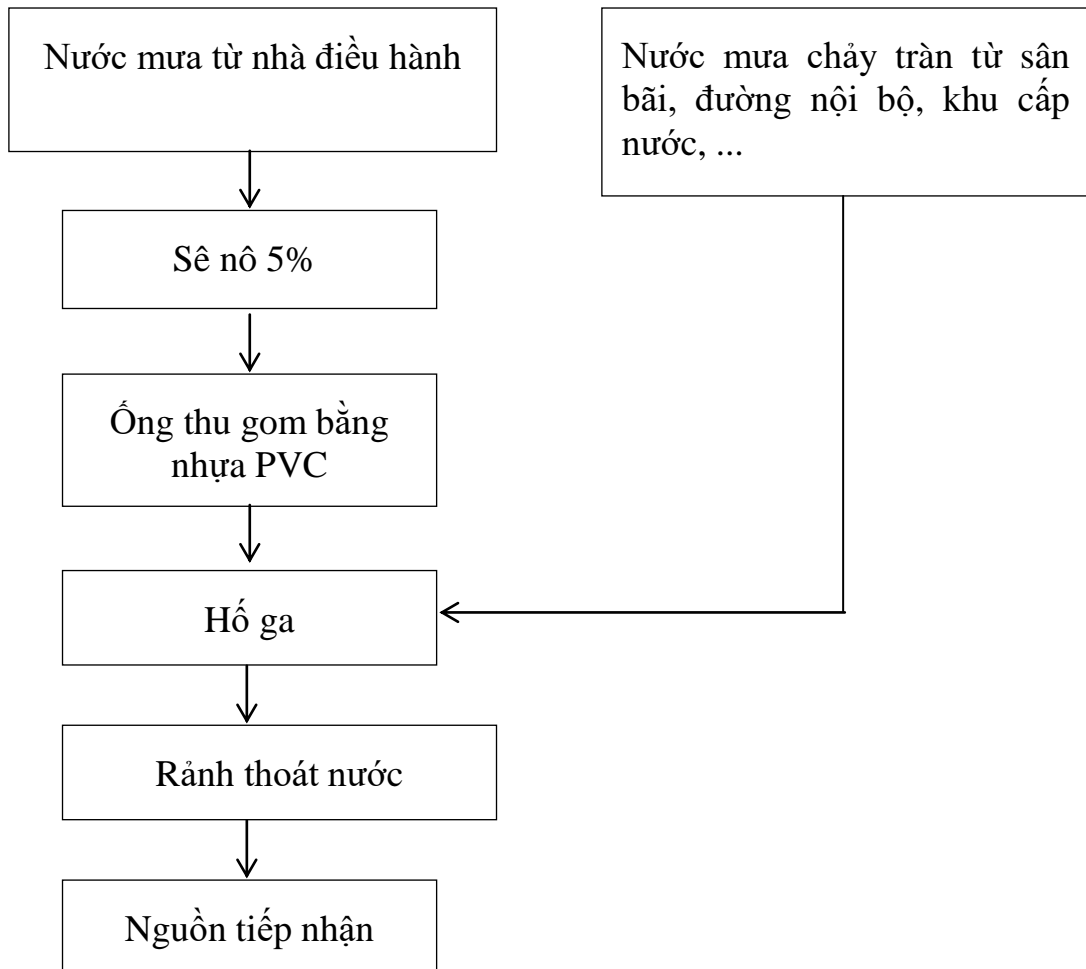 Nước mưa từ nhà điều hành
Nước mưa chảy tràn từ sân
bãi, đường nội bộ, khu cấp
nước, ...
Sê nô 5%
Ống thu gom bằng
nhựa PVC
Hố ga
Rảnh thoát nước
Nguồn tiếp nhận